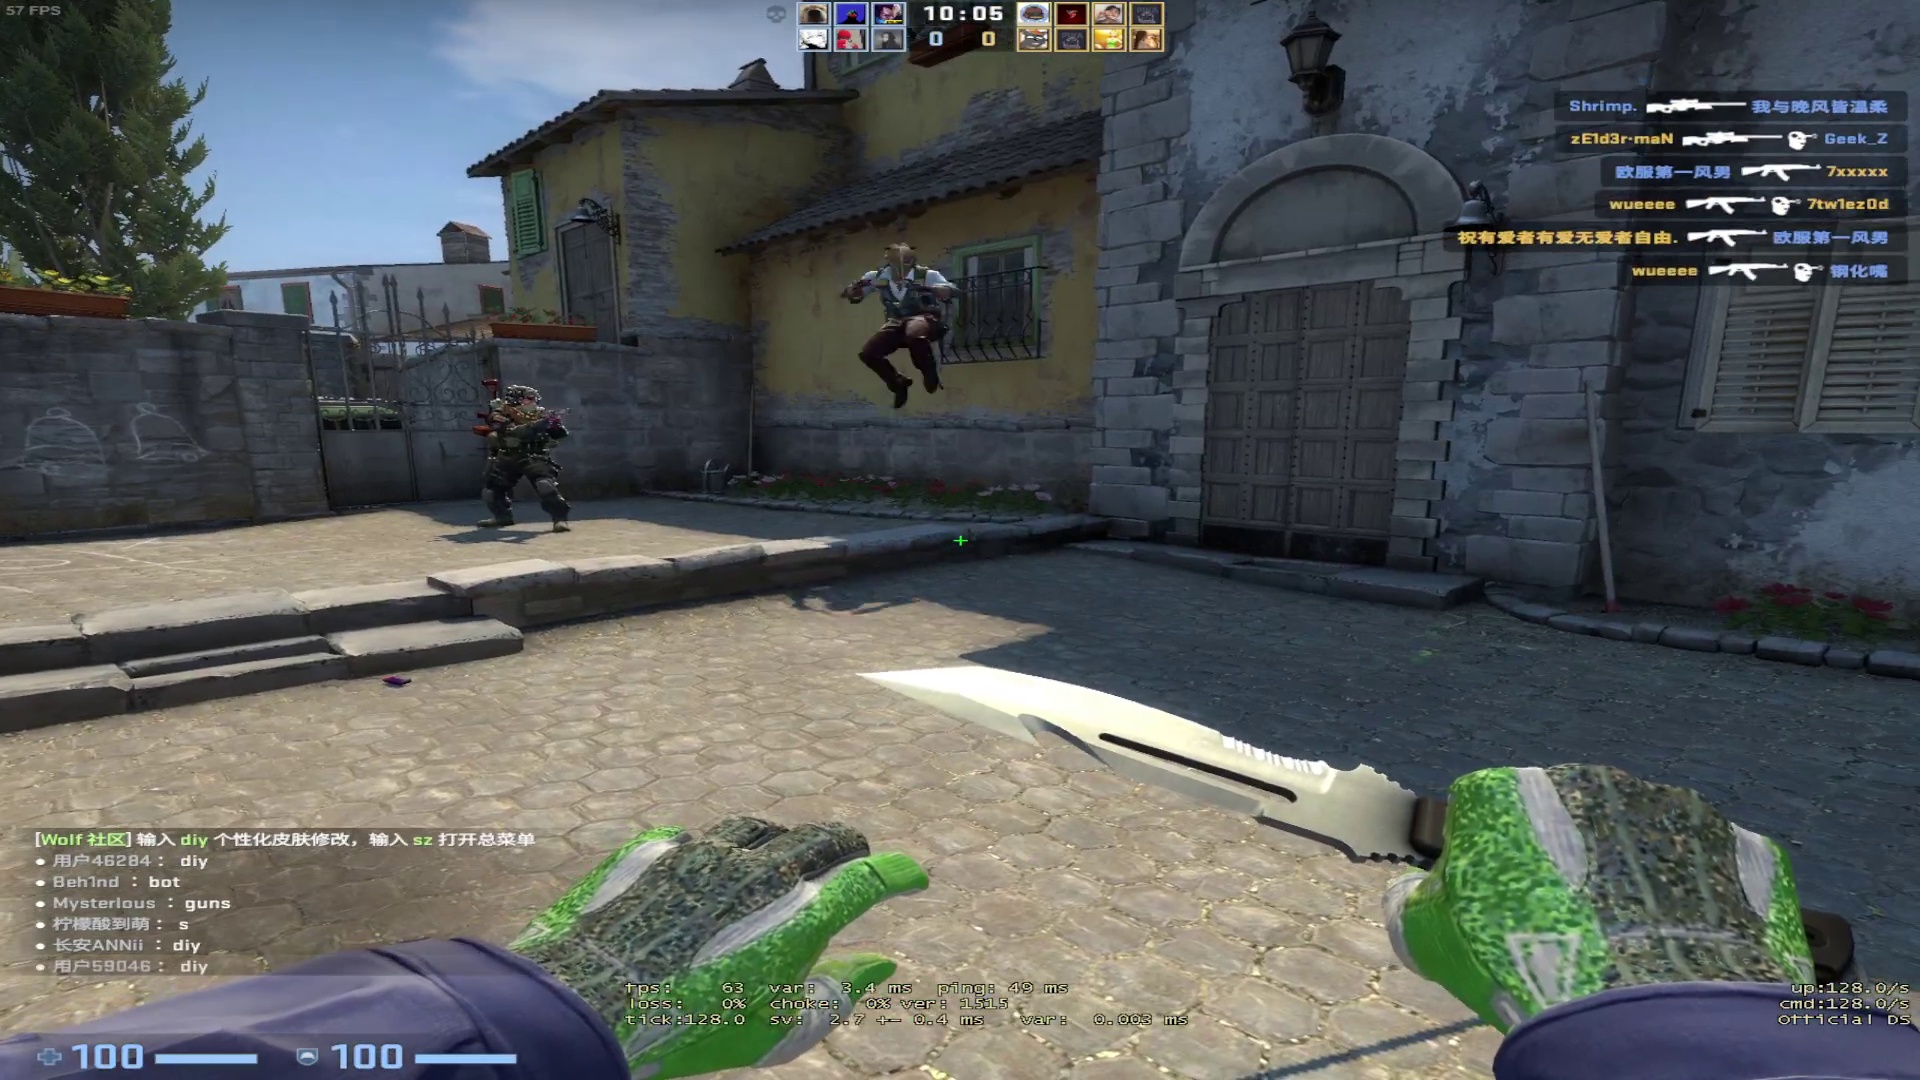 57 FPS
10:05
0 0
Shrimp. 我与晚风皆温柔
zE1d3r·maN Geek_Z
欧服第一风男 7xxxxx
wueeee 7tw1ez0d
祝有爱者有爱无爱者自由. 欧服第一风男
wueeee 钢化嘴
[Wolf 社区] 输入 diy 个性化皮肤修改，输入 sz 打开总菜单
● 用户46284： diy
● Beh1nd ： bot
● Myster1ous ： guns
● 柠檬酸到萌： s
● 长安ANNii ： diy
● 用户59046 ： diy
fps: 63 var: 3.4 ms ping: 49 ms
loss: 0% choke: 0% ver: 1515
tick:128.0 sv: 2.7 +- 0.4 ms var: 0.003 ms
up:128.0/s
cmd:128.0/s
Official DS
100 100